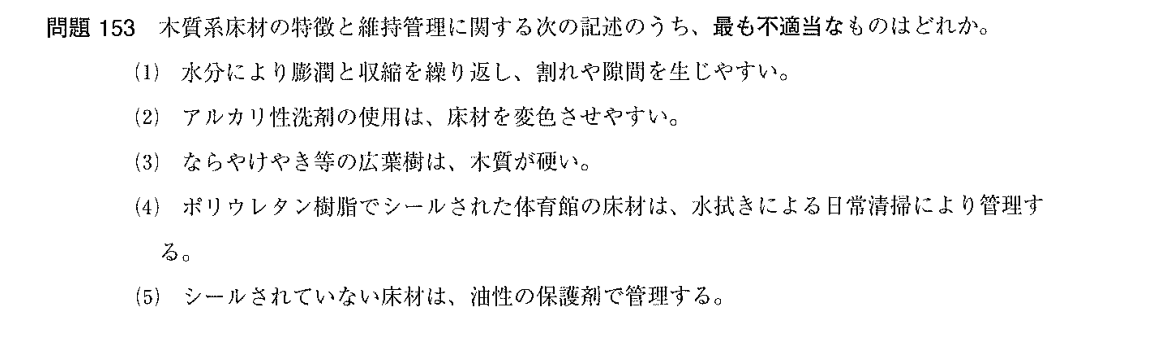 問題 153 木質系床材の特徴と維持管理に関する次の記述のうち、最も不適当なものはどれか。
(1) 水分により膨潤と収縮を繰り返し、割れや隙間を生じやすい。
(2) アルカリ性洗剤の使用は、床材を変色させやすい。
(3) ならやけやき等の広葉樹は、木質が硬い。
(4) ポリウレタン樹脂でシールされた体育館の床材は、水拭きによる日常清掃により管理す
る。
(5) シールされていない床材は、油性の保護剤で管理する。